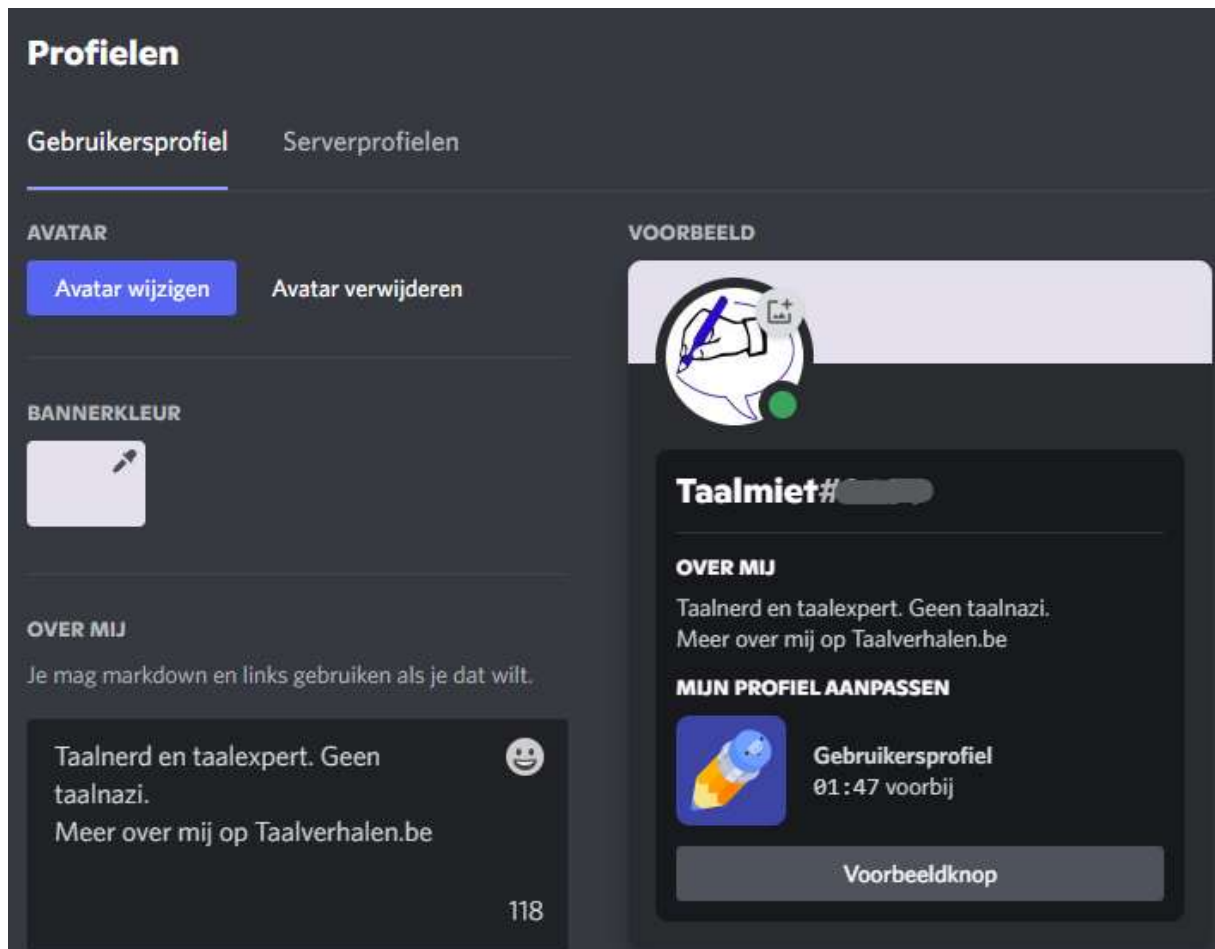 Profielen
Gebruikersprofiel Serverprofielen
AVATAR
Avatar wijzigen Avatar verwijderen
BANNERKLEUR
OVER MIJ
Je mag markdown en links gebruiken als je dat wilt.
Taalnerd en taalexpert. Geen
taalnazi.
Meer over mij op Taalverhalen.be
118
VOORBEELD
Taalmiet#
OVER MIJ
Taalnerd en taalexpert. Geen taalnazi.
Meer over mij op Taalverhalen.be
MIJN PROFIEL AANPASSEN
Gebruikersprofiel
01:47 voorbij
Voorbeeldknop